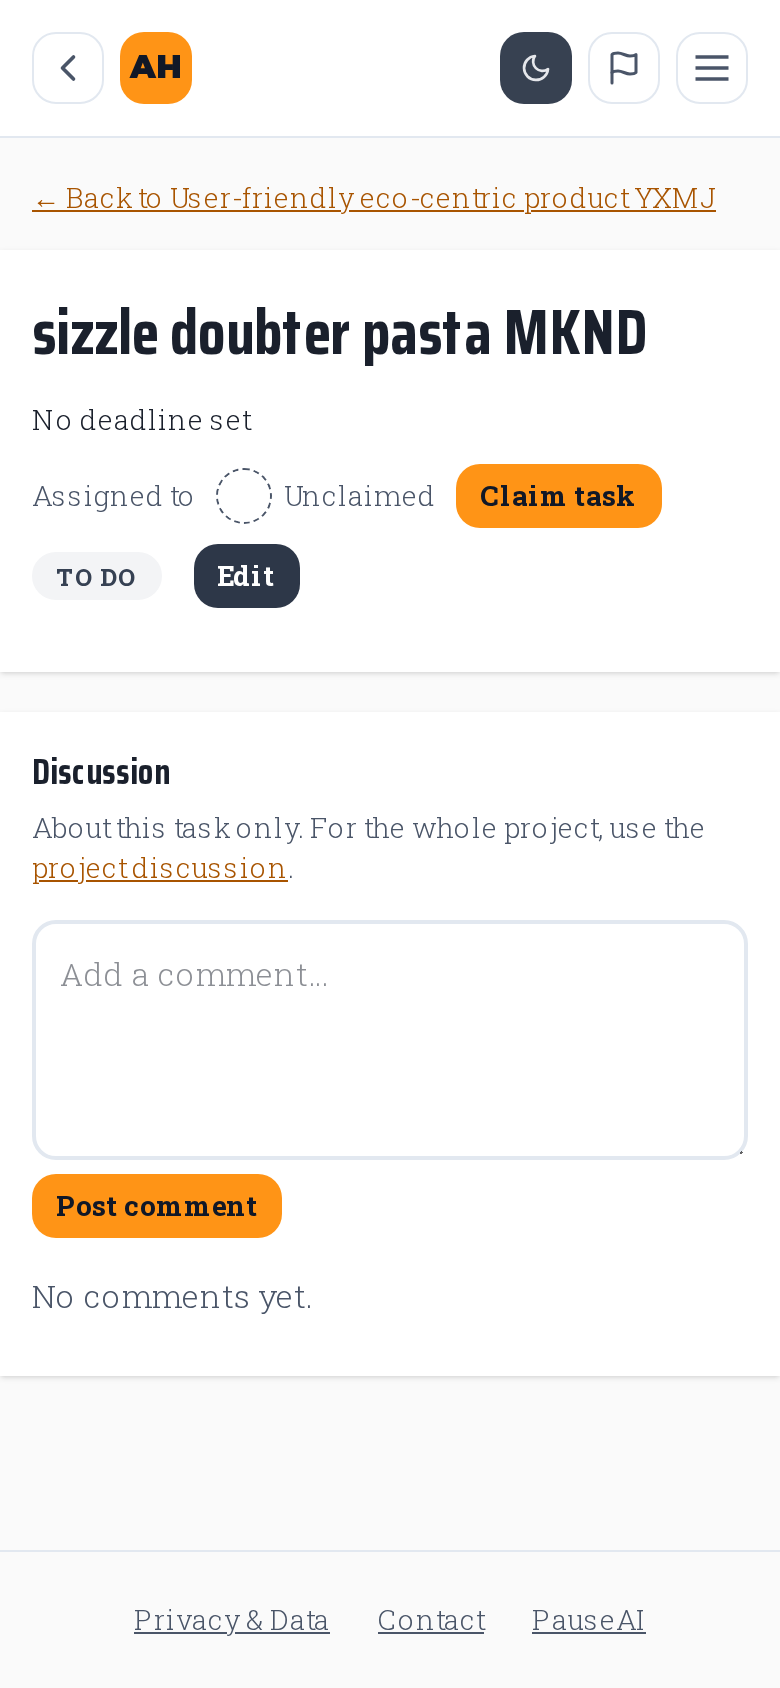 AH
← Back to User-friendly eco-centric product YXMJ
sizzle doubter pasta MKND
No deadline set
Assigned to Unclaimed Claim task
TO DO Edit
Discussion
About this task only. For the whole project, use the
project discussion.
Add a comment...
Post comment
No comments yet.
Privacy & Data Contact PauseAI